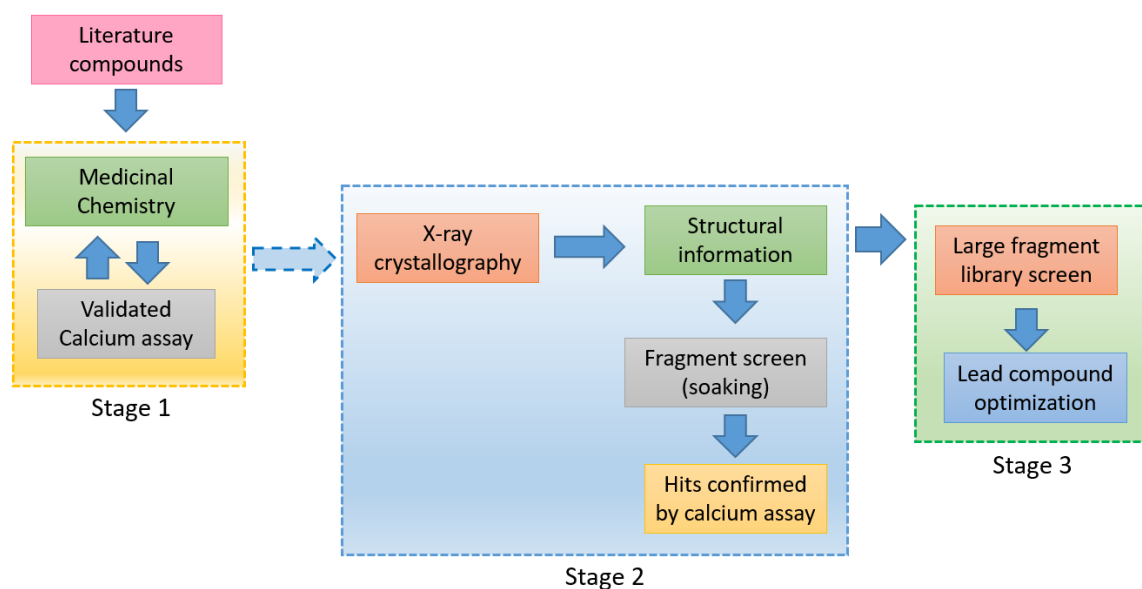 Literature
compounds
Medicinal
Chemistry
Validated
Calcium assay
Stage 1
X-ray
crystallography
Structural
information
Fragment screen
(soaking)
Hits confirmed
by calcium assay
Stage 2
Large fragment
library screen
Lead compound
optimization
Stage 3